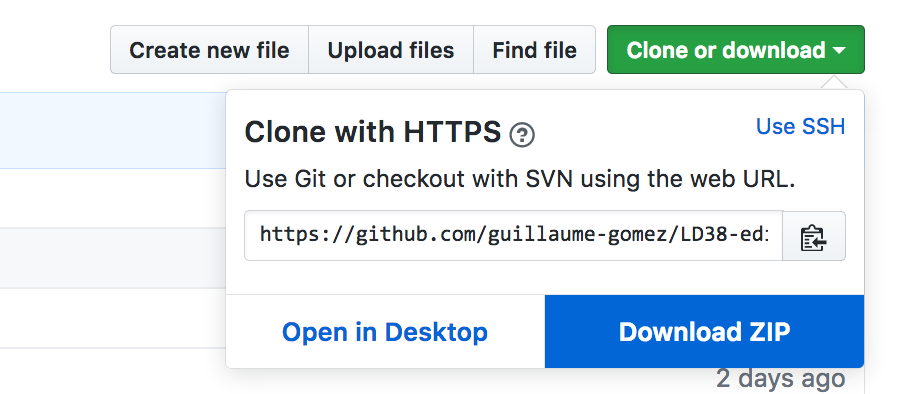 Create new file Upload files Find file Clone or download
Clone with HTTPS ? Use SSH
Use Git or checkout with SVN using the web URL.
https://github.com/guillaume-gomez/LD38-ed
Open in Desktop Download ZIP
2 days ago